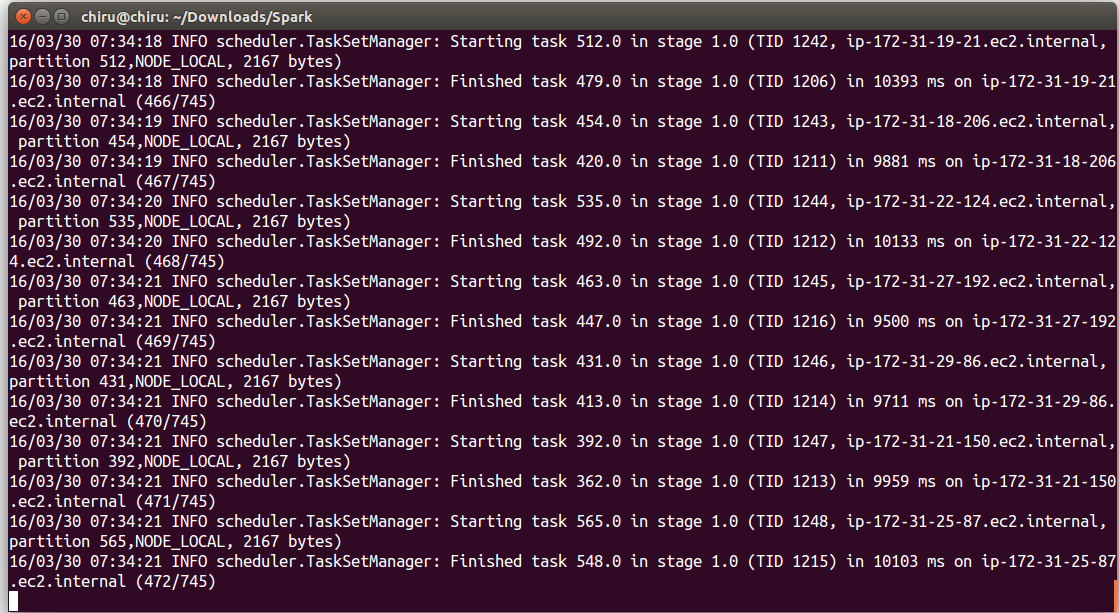 chiru@chiru: ~/Downloads/Spark
16/03/30 07:34:18 INFO scheduler.TaskSetManager: Starting task 512.0 in stage 1.0 (TID 1242, ip-172-31-19-21.ec2.internal,
partition 512,NODE_LOCAL, 2167 bytes)
16/03/30 07:34:18 INFO scheduler.TaskSetManager: Finished task 479.0 in stage 1.0 (TID 1206) in 10393 ms on ip-172-31-19-21
.ec2.internal (466/745)
16/03/30 07:34:19 INFO scheduler.TaskSetManager: Starting task 454.0 in stage 1.0 (TID 1243, ip-172-31-18-206.ec2.internal,
 partition 454,NODE_LOCAL, 2167 bytes)
16/03/30 07:34:19 INFO scheduler.TaskSetManager: Finished task 420.0 in stage 1.0 (TID 1211) in 9881 ms on ip-172-31-18-206
.ec2.internal (467/745)
16/03/30 07:34:20 INFO scheduler.TaskSetManager: Starting task 535.0 in stage 1.0 (TID 1244, ip-172-31-22-124.ec2.internal,
 partition 535,NODE_LOCAL, 2167 bytes)
16/03/30 07:34:20 INFO scheduler.TaskSetManager: Finished task 492.0 in stage 1.0 (TID 1212) in 10133 ms on ip-172-31-22-12
4.ec2.internal (468/745)
16/03/30 07:34:21 INFO scheduler.TaskSetManager: Starting task 463.0 in stage 1.0 (TID 1245, ip-172-31-27-192.ec2.internal,
 partition 463,NODE_LOCAL, 2167 bytes)
16/03/30 07:34:21 INFO scheduler.TaskSetManager: Finished task 447.0 in stage 1.0 (TID 1216) in 9500 ms on ip-172-31-27-192
.ec2.internal (469/745)
16/03/30 07:34:21 INFO scheduler.TaskSetManager: Starting task 431.0 in stage 1.0 (TID 1246, ip-172-31-29-86.ec2.internal,
partition 431,NODE_LOCAL, 2167 bytes)
16/03/30 07:34:21 INFO scheduler.TaskSetManager: Finished task 413.0 in stage 1.0 (TID 1214) in 9711 ms on ip-172-31-29-86.
ec2.internal (470/745)
16/03/30 07:34:21 INFO scheduler.TaskSetManager: Starting task 392.0 in stage 1.0 (TID 1247, ip-172-31-21-150.ec2.internal,
 partition 392,NODE_LOCAL, 2167 bytes)
16/03/30 07:34:21 INFO scheduler.TaskSetManager: Finished task 362.0 in stage 1.0 (TID 1213) in 9959 ms on ip-172-31-21-150
.ec2.internal (471/745)
16/03/30 07:34:21 INFO scheduler.TaskSetManager: Starting task 565.0 in stage 1.0 (TID 1248, ip-172-31-25-87.ec2.internal,
partition 565,NODE_LOCAL, 2167 bytes)
16/03/30 07:34:21 INFO scheduler.TaskSetManager: Finished task 548.0 in stage 1.0 (TID 1215) in 10103 ms on ip-172-31-25-87
.ec2.internal (472/745)